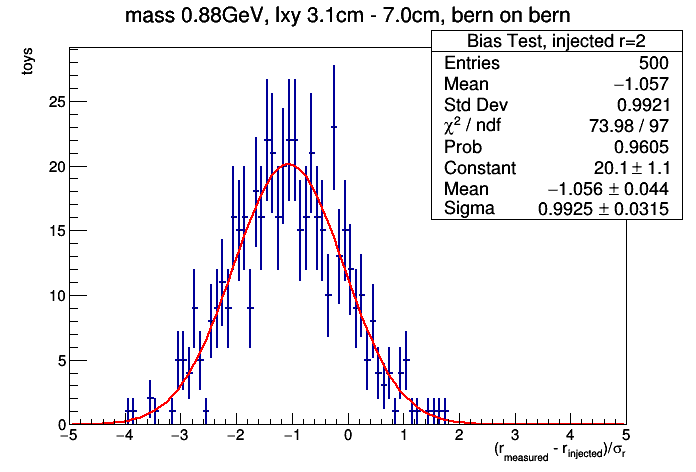 mass 0.88GeV, lxy 3.1cm - 7.0cm, bern on bern
toys
Bias Test, injected r=2
Entries 500
Mean −1.057
Std Dev 0.9921
χ² / ndf 73.98 / 97
Prob 0.9605
Constant 20.1 ± 1.1
Mean −1.056 ± 0.044
Sigma 0.9925 ± 0.0315
25
20
15
10
5
0
−5 −4 −3 −2 −1 0 1 2 3 4 5
(r_measured - r_injected)/σ_r